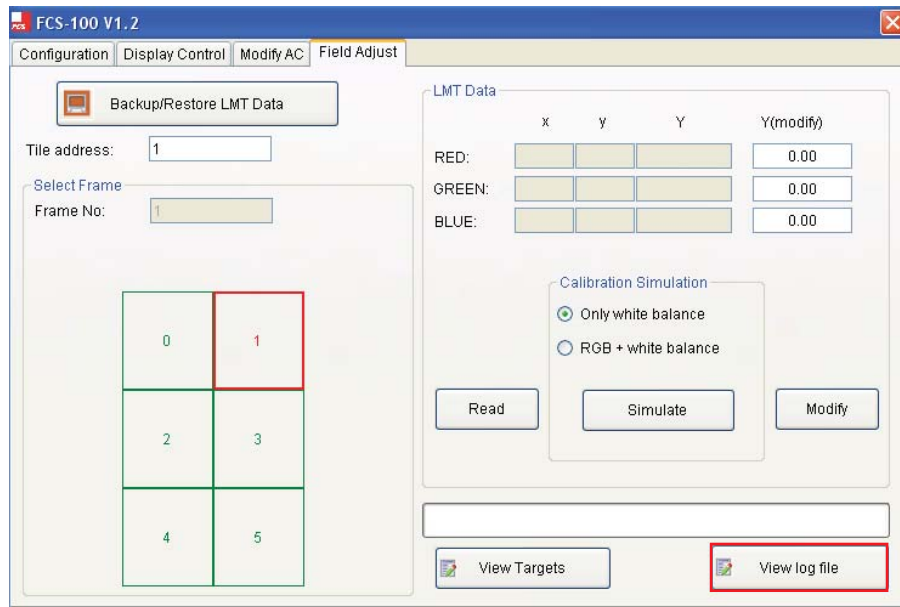 FCS FCS-100 V1.2
Configuration Display Control Modify AC Field Adjust
Backup/Restore LMT Data
Tile address: 1
Select Frame
Frame No: 1
0 1
2 3
4 5
LMT Data
x y Y Y(modify)
RED: 0.00
GREEN: 0.00
BLUE: 0.00
Calibration Simulation
Only white balance
RGB + white balance
Read Simulate Modify
View Targets View log file